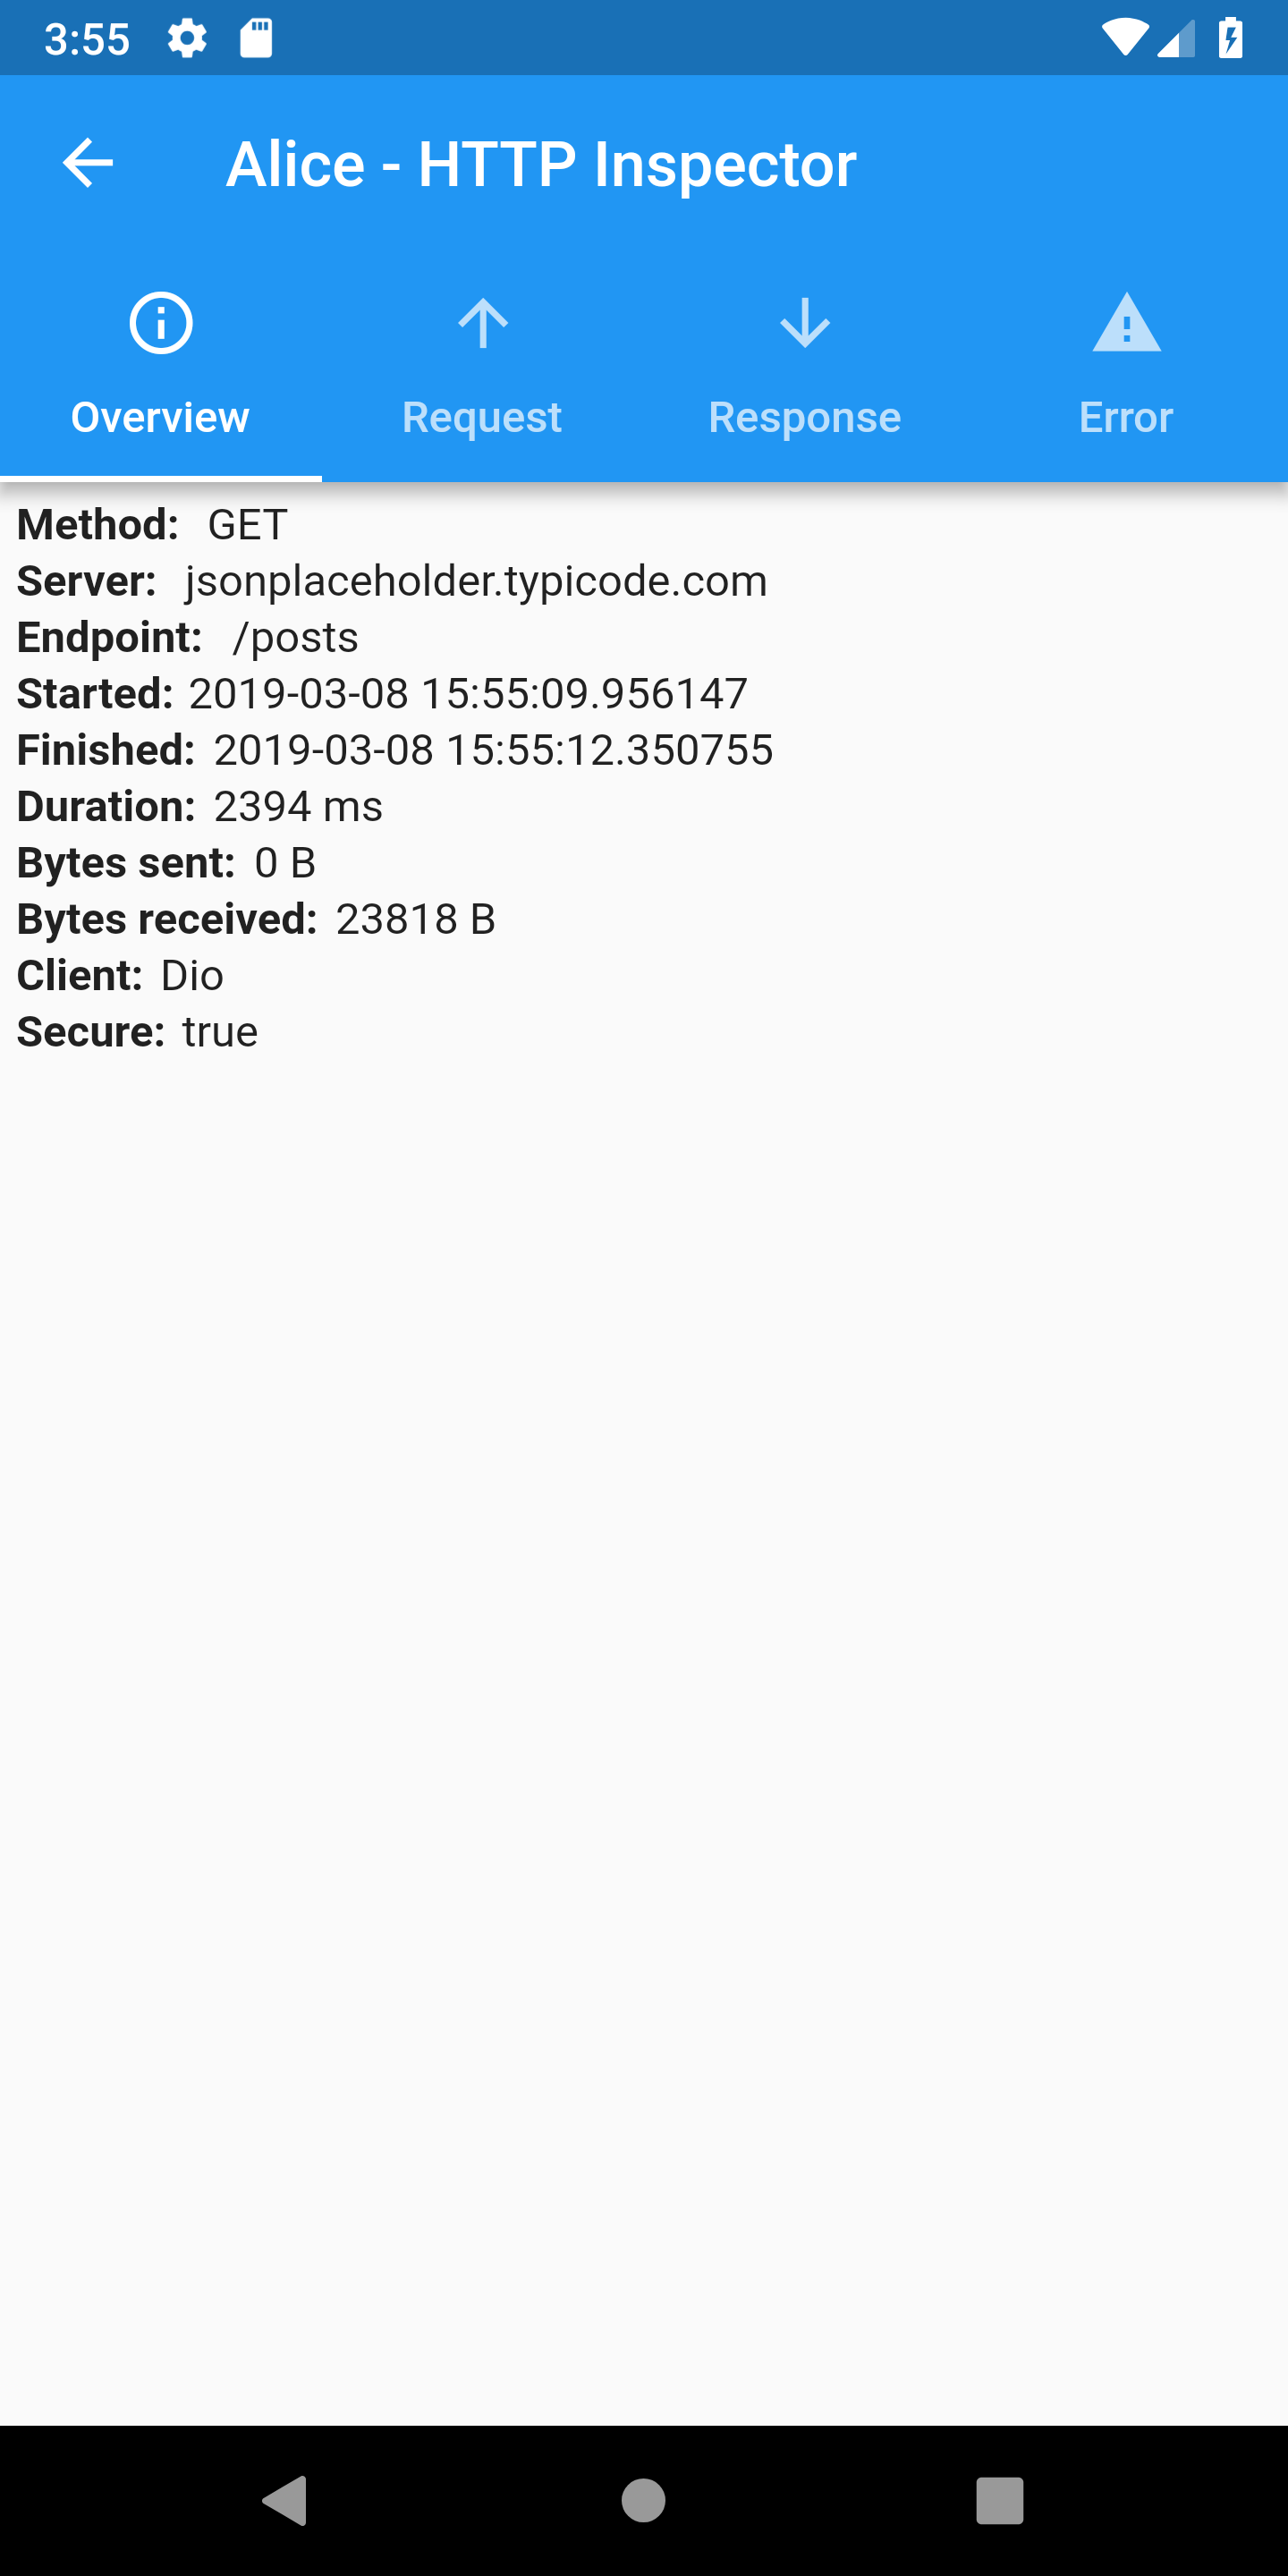 3:55
Alice - HTTP Inspector
Overview Request Response Error
Method: GET
Server: jsonplaceholder.typicode.com
Endpoint: /posts
Started: 2019-03-08 15:55:09.956147
Finished: 2019-03-08 15:55:12.350755
Duration: 2394 ms
Bytes sent: 0 B
Bytes received: 23818 B
Client: Dio
Secure: true